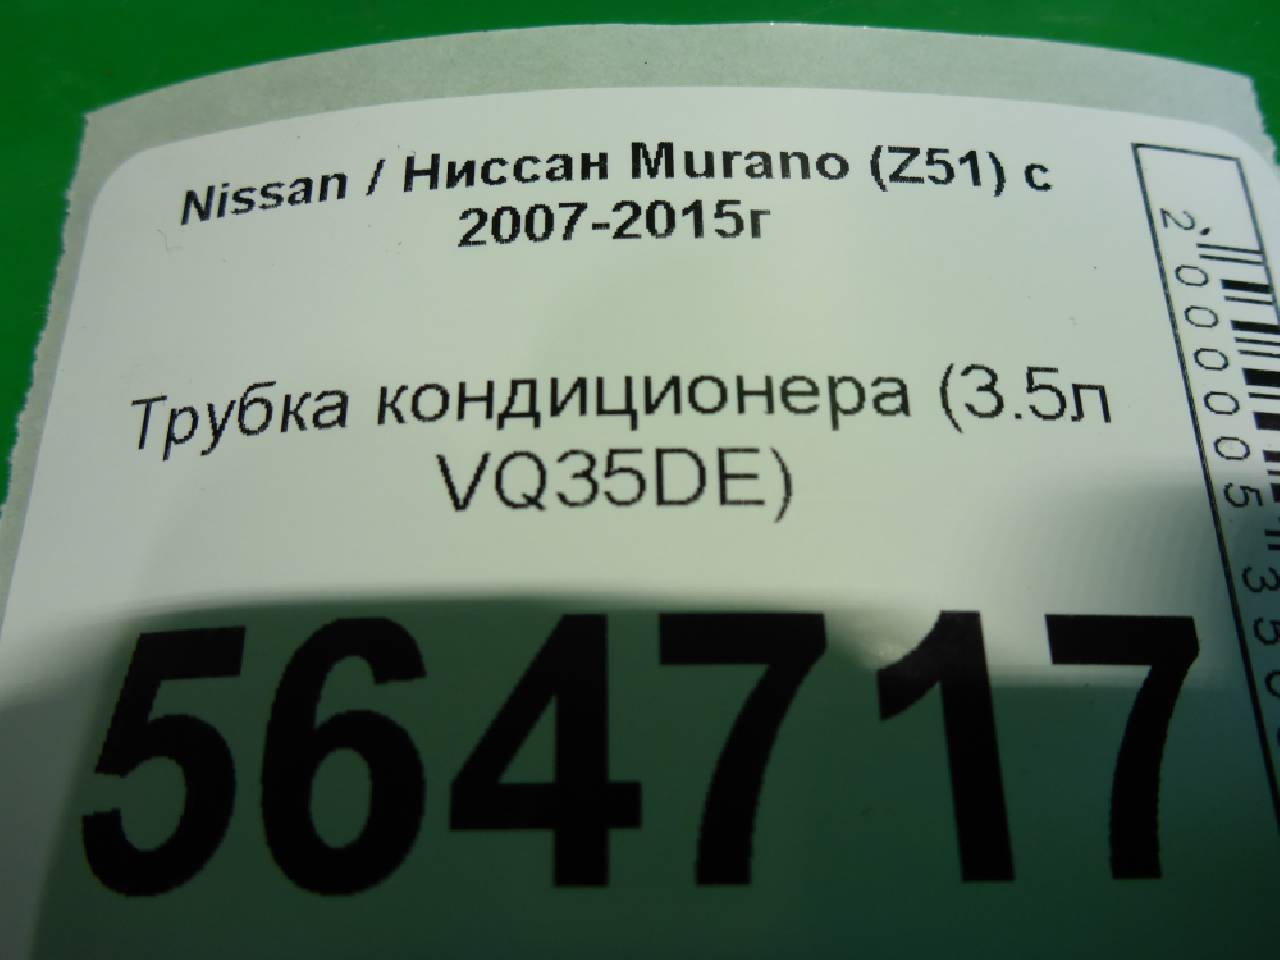 Nissan / Ниссан Murano (Z51) с
2007-2015г
Трубка кондиционера (3.5л
VQ35DE)
564717